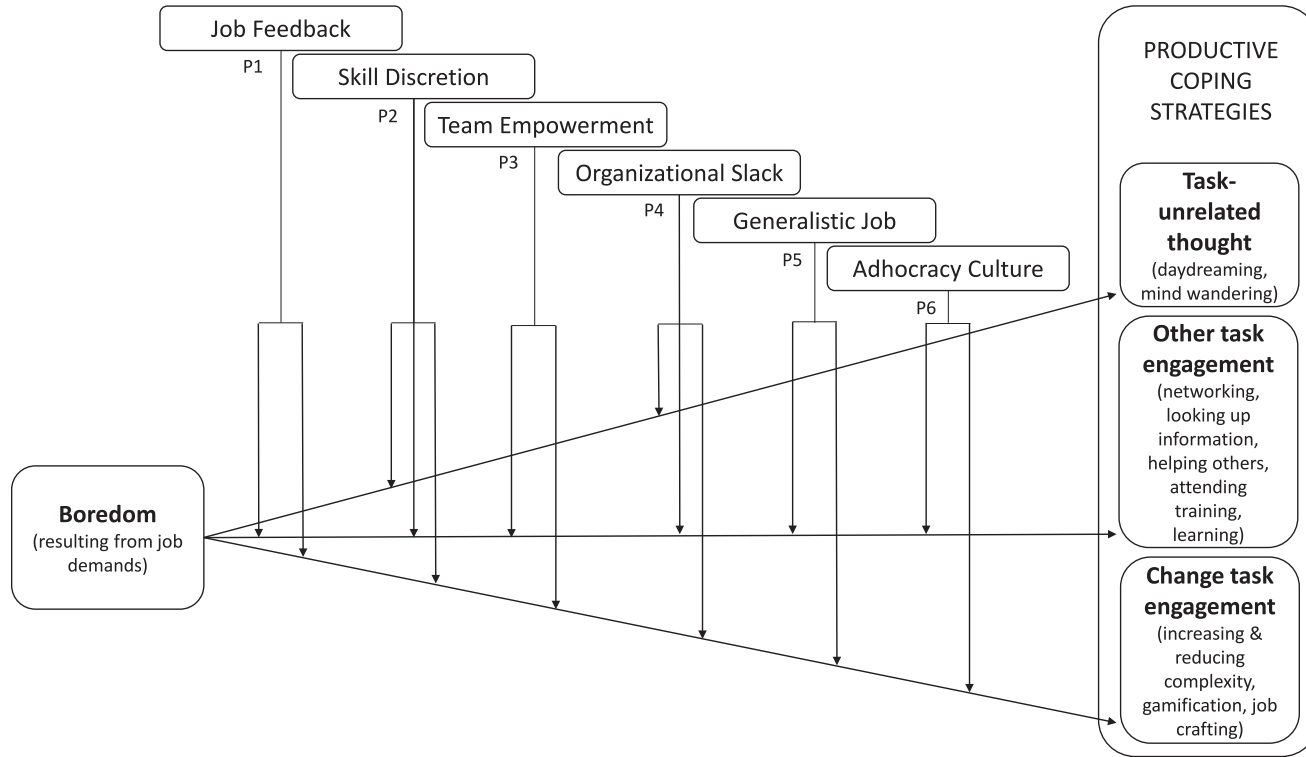 Job Feedback
P1
Skill Discretion
P2
Team Empowerment
P3
Organizational Slack
P4
Generalistic Job
P5
Adhocracy Culture
P6
Boredom
(resulting from job
demands)
PRODUCTIVE
COPING
STRATEGIES
Task-
unrelated
thought
(daydreaming,
mind wandering)
Other task
engagement
(networking,
looking up
information,
helping others,
attending
training,
learning)
Change task
engagement
(increasing &
reducing
complexity,
gamification, job
crafting)